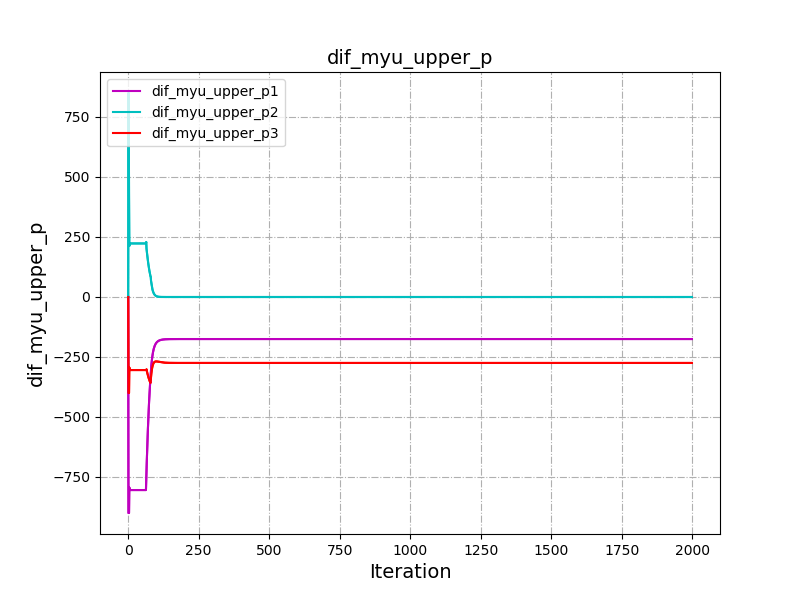 dif_myu_upper_p
dif_myu_upper_p1
dif_myu_upper_p2
dif_myu_upper_p3
750
500
250
0
−250
−500
−750
dif_myu_upper_p
0 250 500 750 1000 1250 1500 1750 2000
Iteration